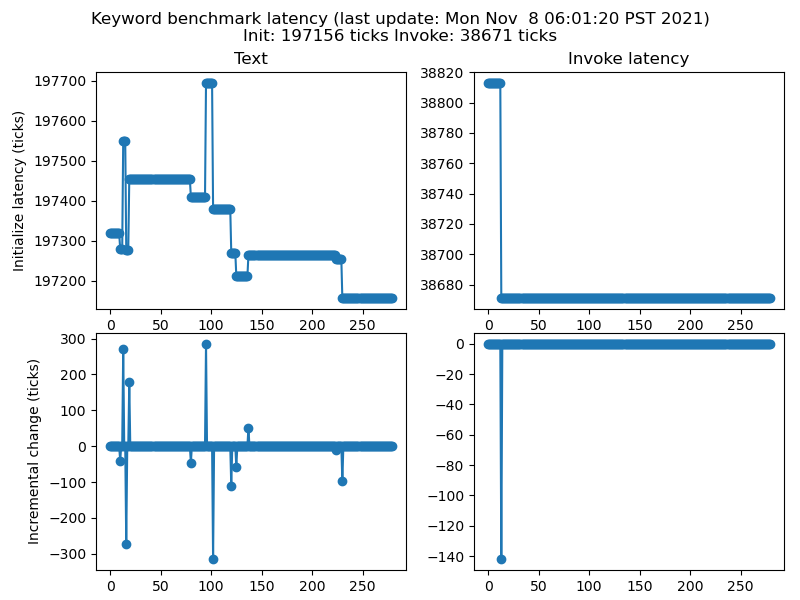 Keyword benchmark latency (last update: Mon Nov  8 06:01:20 PST 2021)
Init: 197156 ticks Invoke: 38671 ticks
Text
Invoke latency
Initialize latency (ticks)
197700
197600
197500
197400
197300
197200
0 50 100 150 200 250
38820
38800
38780
38760
38740
38720
38700
38680
0 50 100 150 200 250
Incremental change (ticks)
300
200
100
0
−100
−200
−300
0 50 100 150 200 250
0
−20
−40
−60
−80
−100
−120
−140
0 50 100 150 200 250